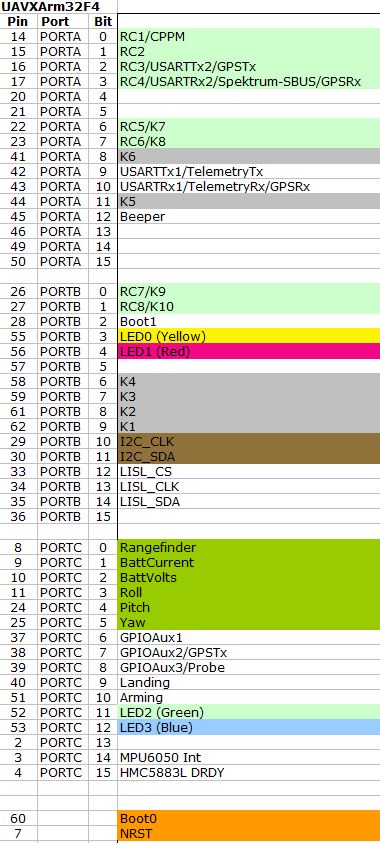 UAVXArm32F4
Pin Port Bit
14 PORTA 0 RC1/CPPM
15 PORTA 1 RC2
16 PORTA 2 RC3/USARTTx2/GPSTx
17 PORTA 3 RC4/USARTRx2/Spektrum-SBUS/GPSRx
20 PORTA 4
21 PORTA 5
22 PORTA 6 RC5/K7
23 PORTA 7 RC6/K8
41 PORTA 8 K6
42 PORTA 9 USARTTx1/TelemetryTx
43 PORTA 10 USARTRx1/TelemetryRx/GPSRx
44 PORTA 11 K5
45 PORTA 12 Beeper
46 PORTA 13
49 PORTA 14
50 PORTA 15
26 PORTB 0 RC7/K9
27 PORTB 1 RC8/K10
28 PORTB 2 Boot1
55 PORTB 3 LED0 (Yellow)
56 PORTB 4 LED1 (Red)
57 PORTB 5
58 PORTB 6 K4
59 PORTB 7 K3
61 PORTB 8 K2
62 PORTB 9 K1
29 PORTB 10 I2C_CLK
30 PORTB 11 I2C_SDA
33 PORTB 12 LISL_CS
34 PORTB 13 LISL_CLK
35 PORTB 14 LISL_SDA
36 PORTB 15
8 PORTC 0 Rangefinder
9 PORTC 1 BattCurrent
10 PORTC 2 BattVolts
11 PORTC 3 Roll
24 PORTC 4 Pitch
25 PORTC 5 Yaw
37 PORTC 6 GPIOAux1
38 PORTC 7 GPIOAux2/GPSTx
39 PORTC 8 GPIOAux3/Probe
40 PORTC 9 Landing
51 PORTC 10 Arming
52 PORTC 11 LED2 (Green)
53 PORTC 12 LED3 (Blue)
2 PORTC 13
3 PORTC 14 MPU6050 Int
4 PORTC 15 HMC5883L DRDY
60 Boot0
7 NRST